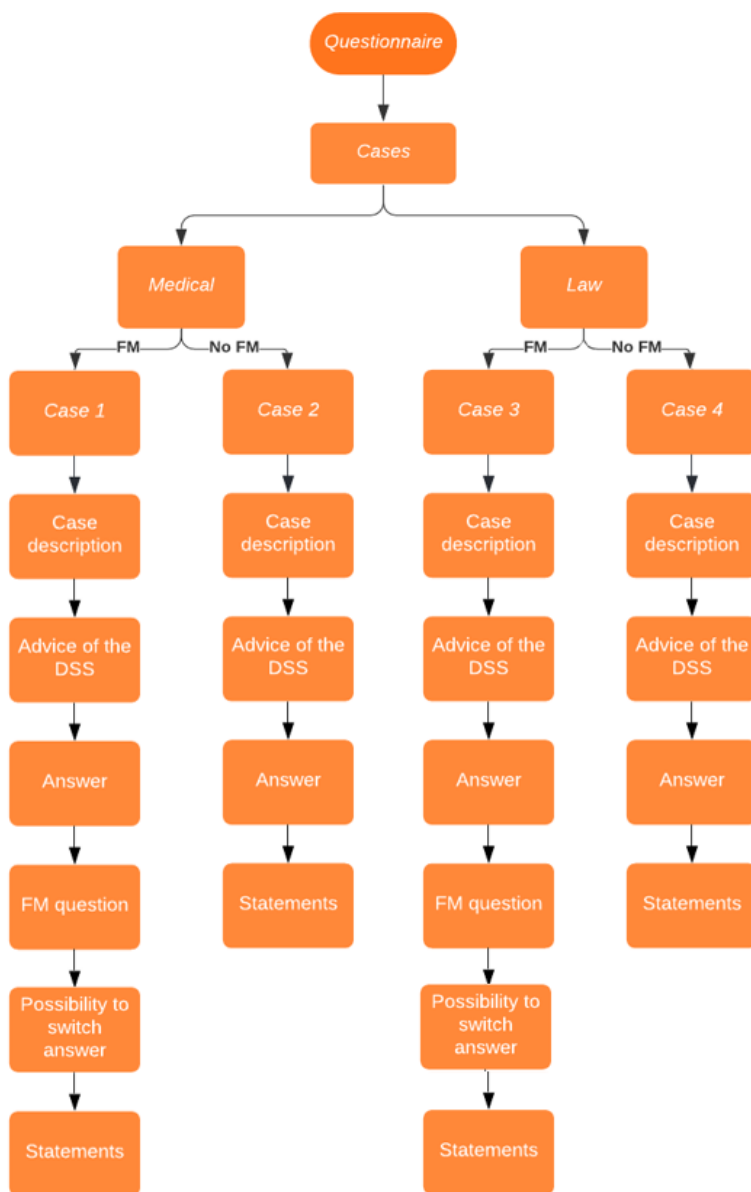 Questionnaire
Cases
Medical
Law
FM
No FM
FM
No FM
Case 1
Case 2
Case 3
Case 4
Case
description
Case
description
Case
description
Case
description
Advice of the
DSS
Advice of the
DSS
Advice of the
DSS
Advice of the
DSS
Answer
Answer
Answer
Answer
FM question
Statements
FM question
Statements
Possibility to
switch
answer
Possibility to
switch
answer
Statements
Statements